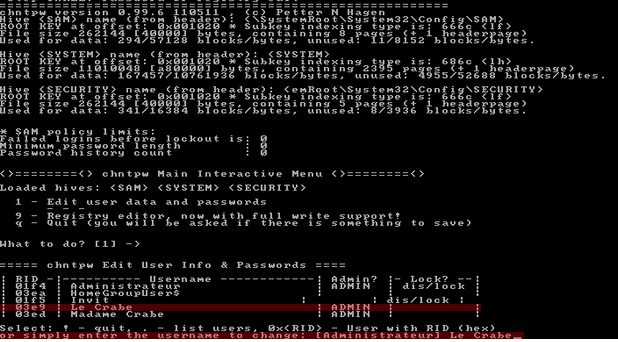 chntpw version 0.99.6 110511 , (c) Petter N Hagen
Hive <SAM> name (from header): <\SystemRoot\System32\Config\SAM>
ROOT KEY at offset: 0x001020 * Subkey indexing type is: 666c <lf>
File size 262144 [40000] bytes, containing 8 pages (+ 1 headerpage)
Used for data: 294/57128 blocks/bytes, unused: 11/8152 blocks/bytes.
Hive <SYSTEM> name (from header): <SYSTEM>
ROOT KEY at offset: 0x001020 * Subkey indexing type is: 686c <lh>
File size 11010048 [a80000] bytes, containing 2395 pages (+ 1 headerpage)
Used for data: 167457/10761936 blocks/bytes, unused: 4955/52688 blocks/bytes.
Hive <SECURITY> name (from header): <emRoot\System32\Config\SECURITY>
ROOT KEY at offset: 0x001020 * Subkey indexing type is: 666c <lf>
File size 262144 [40000] bytes, containing 5 pages (+ 1 headerpage)
Used for data: 341/16384 blocks/bytes, unused: 8/3936 blocks/bytes.
* SAM policy limits:
Failed logins before lockout is: 0
Minimum password length : 0
Password history count : 0
<>========<> chntpw Main Interactive Menu <>========<>
Loaded hives: <SAM> <SYSTEM> <SECURITY>
1 - Edit user data and passwords
- - -
9 - Registry editor, now with full write support!
q - Quit (you will be asked if there is something to save)
What to do? [1] ->
===== chntpw Edit User Info & Passwords ====
| RID -|---------- Username ------------| Admin? |- Lock? --|
| 01f4 | Administrateur | ADMIN | dis/lock |
| 03ea | HomeGroupUser$ | | |
| 01f5 | Invit | | dis/lock |
| 03e9 | Le Crabe | ADMIN | |
| 03ed | Madame Crabe | ADMIN | |
Select: ! - quit, . - list users, 0x<RID> - User with RID (hex)
or simply enter the username to change: [Administrateur] Le Crabe_